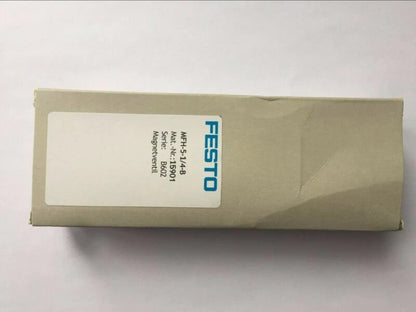 FESTO
MFH-5-1/4-B
Mat.-Nr.:15901
Serie: B602
Magnetventil